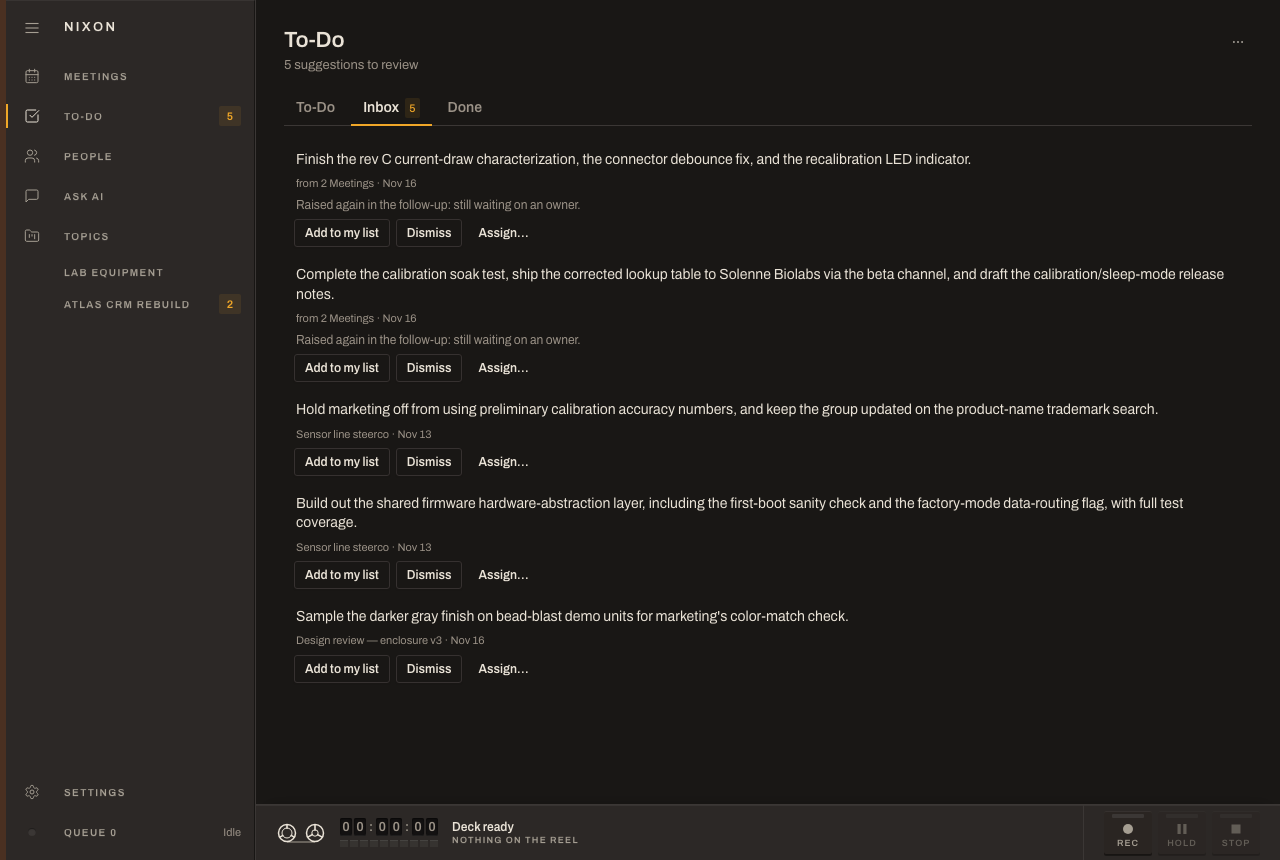 NIXON
MEETINGS
TO-DO 5
PEOPLE
ASK AI
TOPICS
LAB EQUIPMENT
ATLAS CRM REBUILD 2
SETTINGS
QUEUE 0 Idle
To-Do
5 suggestions to review
To-Do Inbox 5 Done
Finish the rev C current-draw characterization, the connector debounce fix, and the recalibration LED indicator.
from 2 Meetings · Nov 16
Raised again in the follow-up: still waiting on an owner.
Add to my list Dismiss Assign...
Complete the calibration soak test, ship the corrected lookup table to Solenne Biolabs via the beta channel, and draft the calibration/sleep-mode release
notes.
from 2 Meetings · Nov 16
Raised again in the follow-up: still waiting on an owner.
Add to my list Dismiss Assign...
Hold marketing off from using preliminary calibration accuracy numbers, and keep the group updated on the product-name trademark search.
Sensor line steerco · Nov 13
Add to my list Dismiss Assign...
Build out the shared firmware hardware-abstraction layer, including the first-boot sanity check and the factory-mode data-routing flag, with full test
coverage.
Sensor line steerco · Nov 13
Add to my list Dismiss Assign...
Sample the darker gray finish on bead-blast demo units for marketing's color-match check.
Design review — enclosure v3 · Nov 16
Add to my list Dismiss Assign...
00:00:00
Deck ready
NOTHING ON THE REEL
REC HOLD STOP